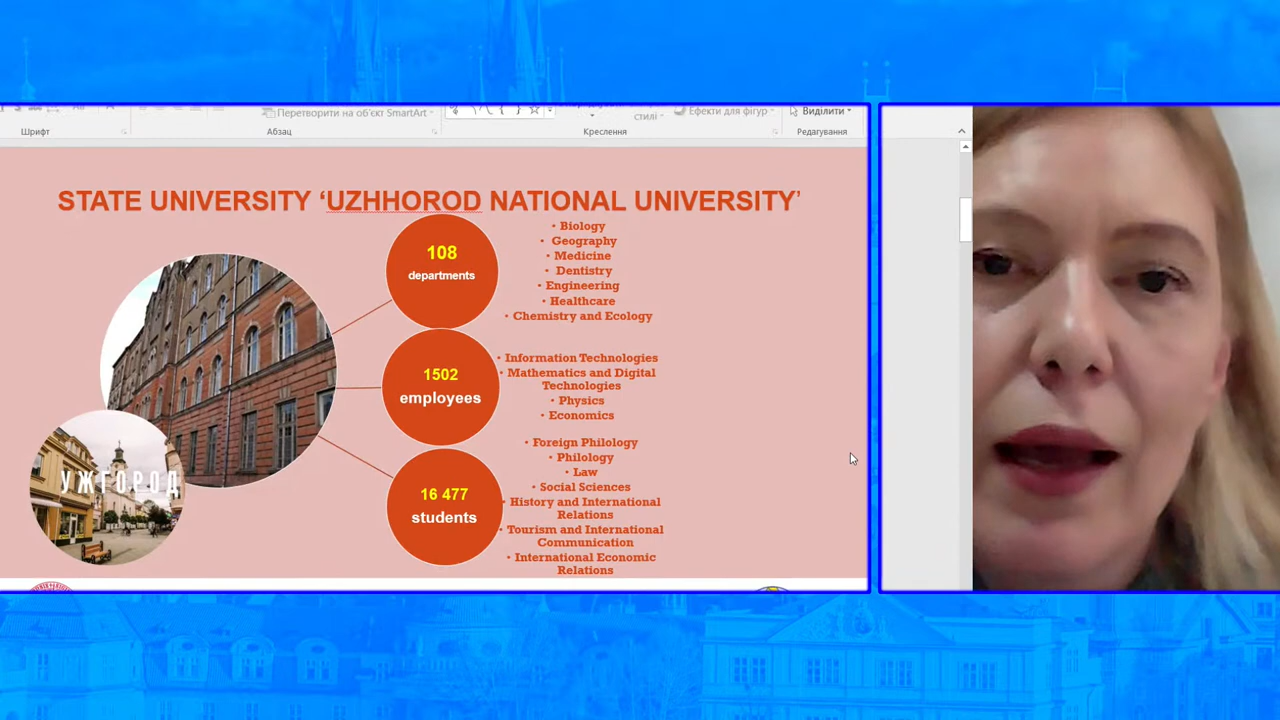 Перетворити на об'єкт SmartArt
стилі
Ефекти для фігур
Виділити
Шрифт
Абзац
Креслення
Редагування
STATE UNIVERSITY ‘UZHHOROD NATIONAL UNIVERSITY’
108
departments
• Biology
• Geography
• Medicine
• Dentistry
• Engineering
• Healthcare
• Chemistry and Ecology
1502
employees
• Information Technologies
• Mathematics and Digital
Technologies
• Physics
• Economics
16 477
students
• Foreign Philology
• Philology
• Law
• Social Sciences
• History and International
Relations
• Tourism and International
Communication
• International Economic
Relations
УЖГОРОД